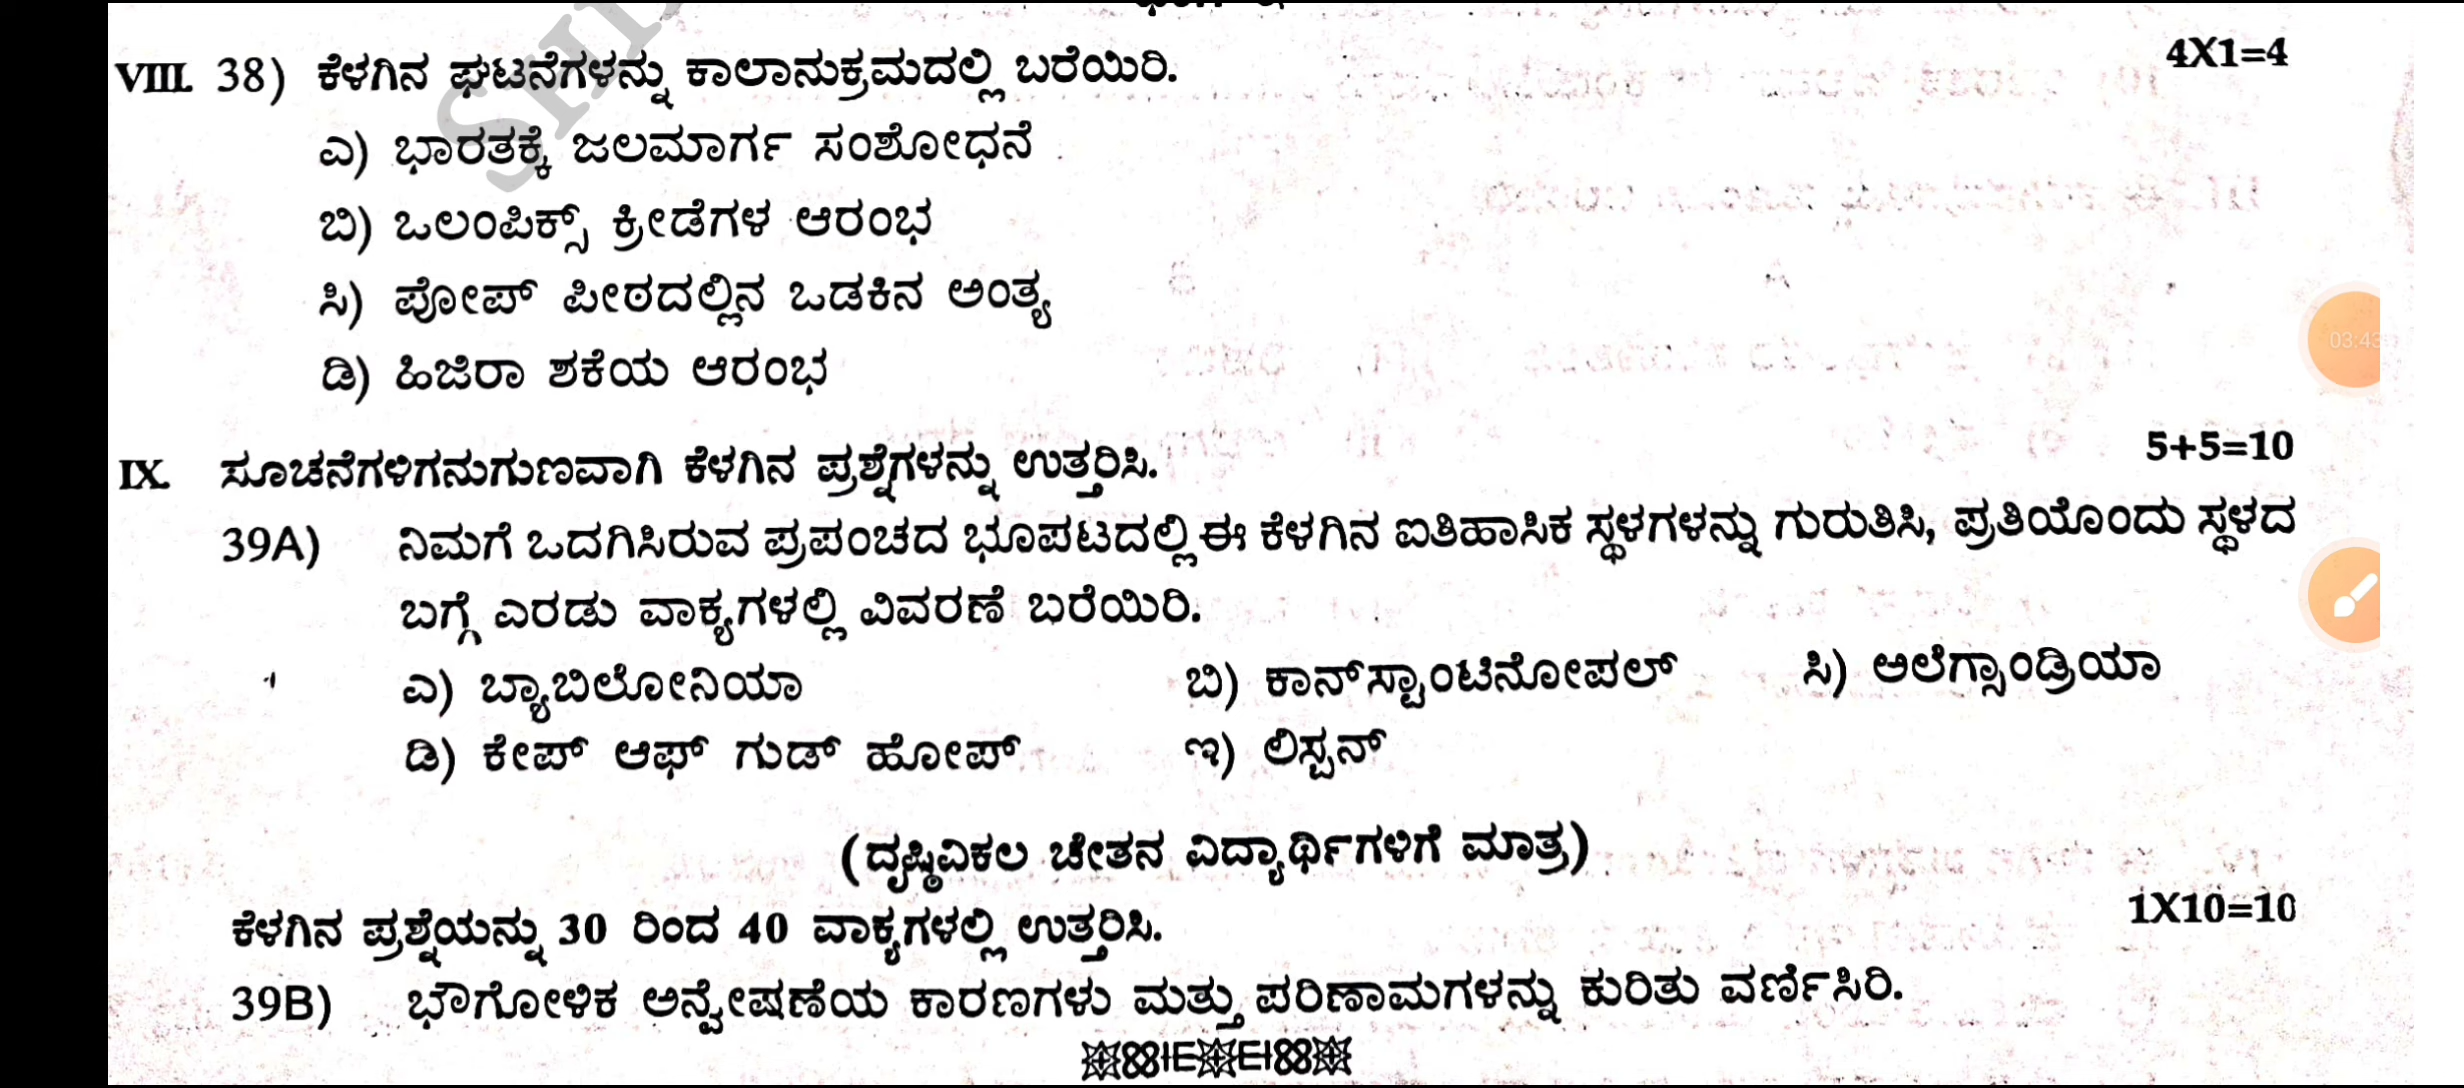 VIII. 38) ಕೆಳಗಿನ ಘಟನೆಗಳನ್ನು ಕಾಲಾನುಕ್ರಮದಲ್ಲಿ ಬರೆಯಿರಿ. 4X1=4
ಎ) ಭಾರತಕ್ಕೆ ಜಲಮಾರ್ಗ ಸಂಶೋಧನೆ
ಬಿ) ಒಲಂಪಿಕ್ಸ್ ಕ್ರೀಡೆಗಳ ಆರಂಭ
ಸಿ) ಪೋಪ್ ಪೀಠದಲ್ಲಿನ ಒಡಕಿನ ಅಂತ್ಯ
03:43
ಡಿ) ಹಿಜಿರಾ ಶಕೆಯ ಆರಂಭ
IX. ಸೂಚನೆಗಳಿಗನುಗುಣವಾಗಿ ಕೆಳಗಿನ ಪ್ರಶ್ನೆಗಳನ್ನು ಉತ್ತರಿಸಿ. 5+5=10
39A) ನಿಮಗೆ ಒದಗಿಸಿರುವ ಪ್ರಪಂಚದ ಭೂಪಟದಲ್ಲಿ ಈ ಕೆಳಗಿನ ಐತಿಹಾಸಿಕ ಸ್ಥಳಗಳನ್ನು ಗುರುತಿಸಿ, ಪ್ರತಿಯೊಂದು ಸ್ಥಳದ
ಬಗ್ಗೆ ಎರಡು ವಾಕ್ಯಗಳಲ್ಲಿ ವಿವರಣೆ ಬರೆಯಿರಿ.
ಎ) ಬ್ಯಾಬಿಲೋನಿಯಾ ಬಿ) ಕಾನ್‌ಸ್ಟಾಂಟಿನೋಪಲ್ ಸಿ) ಅಲೆಗ್ಸಾಂಡ್ರಿಯಾ
ಡಿ) ಕೇಪ್ ಆಫ್ ಗುಡ್ ಹೋಪ್ ಇ) ಲಿಸ್ಬನ್
(ದೃಷ್ಠಿವಿಕಲ ಚೇತನ ವಿದ್ಯಾರ್ಥಿಗಳಿಗೆ ಮಾತ್ರ)
ಕೆಳಗಿನ ಪ್ರಶ್ನೆಯನ್ನು 30 ರಿಂದ 40 ವಾಕ್ಯಗಳಲ್ಲಿ ಉತ್ತರಿಸಿ. 1X10=10
39B) ಭೌಗೋಳಿಕ ಅನ್ವೇಷಣೆಯ ಕಾರಣಗಳು ಮತ್ತು ಪರಿಣಾಮಗಳನ್ನು ಕುರಿತು ವರ್ಣಿಸಿರಿ.